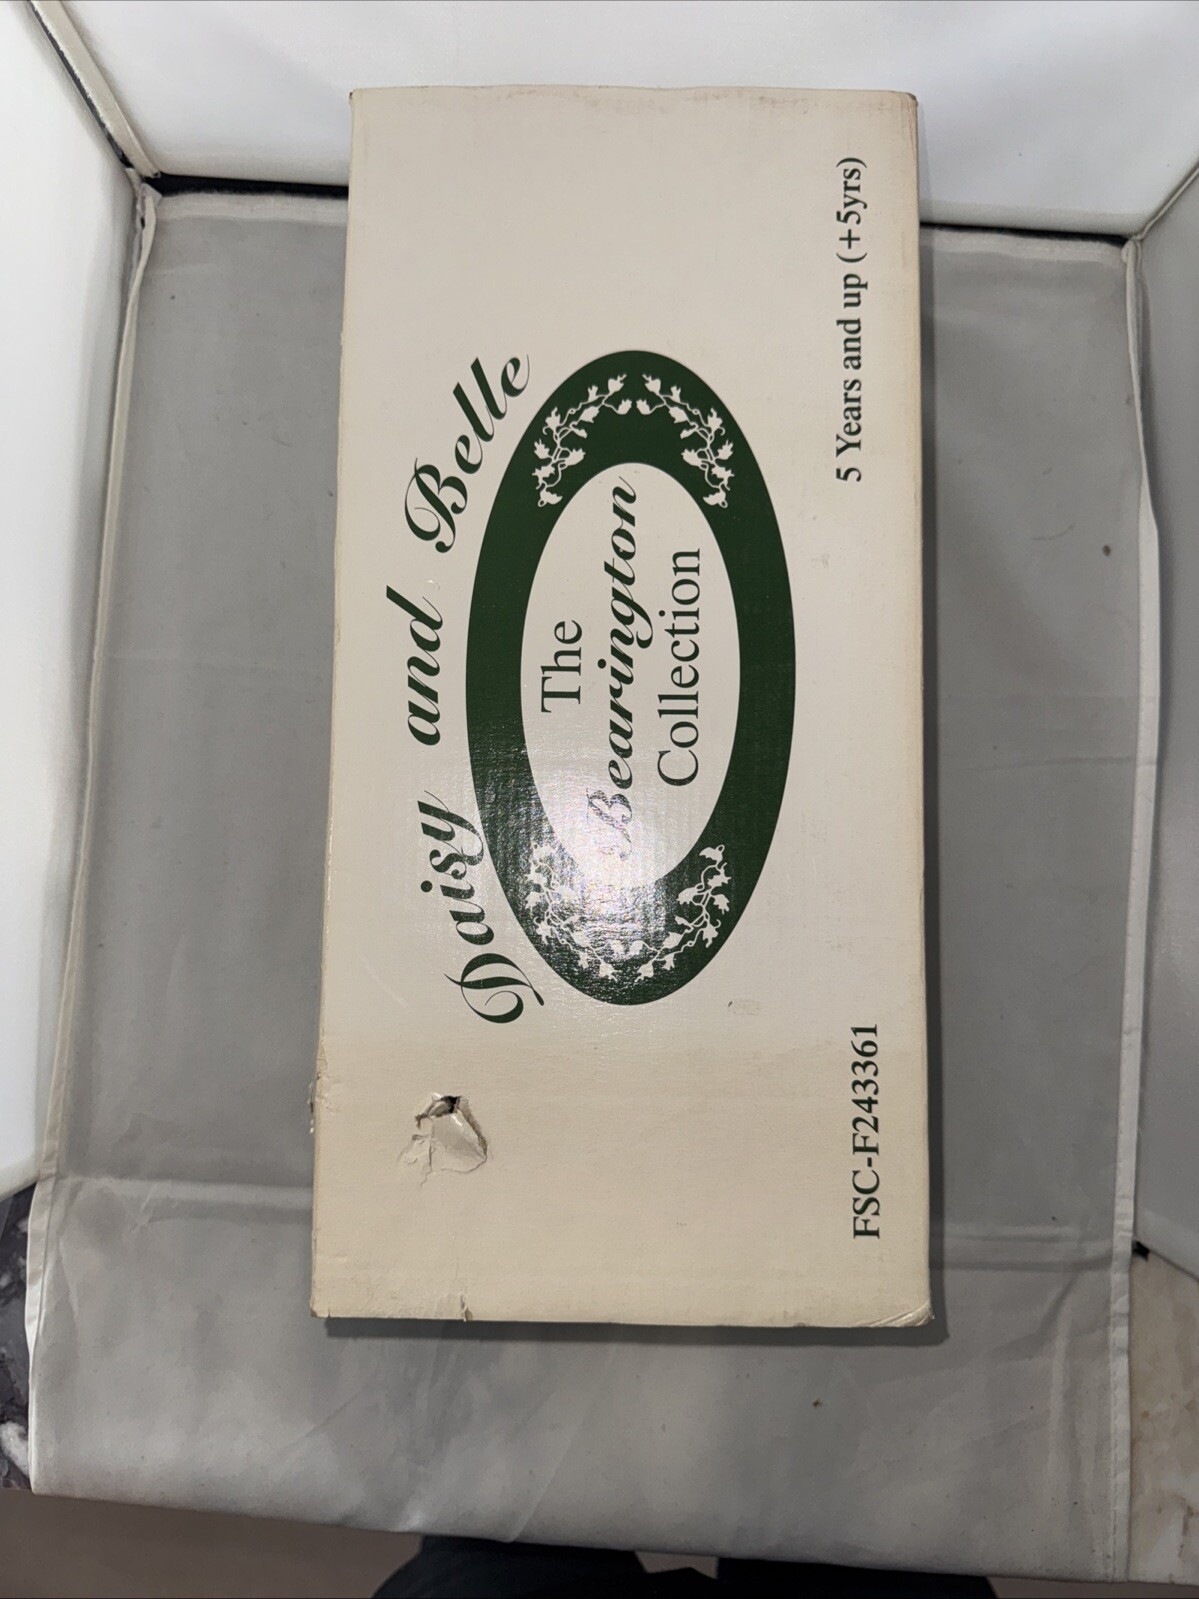 Daisy and Belle
The
Bearington
Collection
FSC-F243361
5 Years and up (+5yrs)